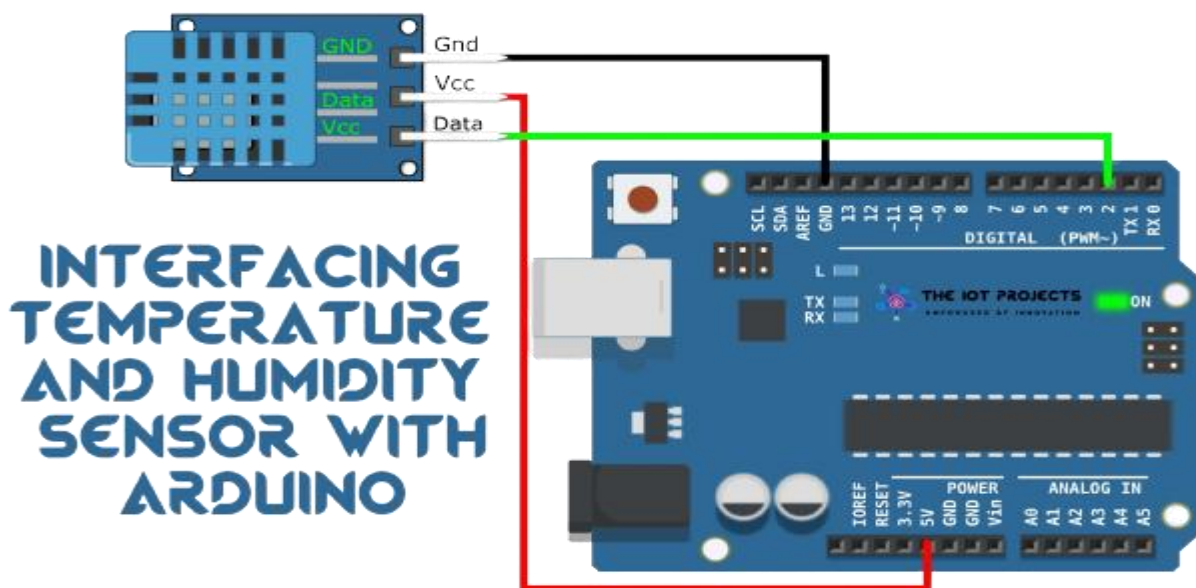 GND
Data
Vcc
Gnd
Vcc
Data
SCL
SDA
AREF
GND
13
12
~11
~10
~9
8
7
6
5
4
3
2
TX 1
RX 0
DIGITAL (PWM~)
L
TX
RX
THE IOT PROJECTS
EMPOWERED BY INNOVATION
ON
INTERFACING
TEMPERATURE
AND HUMIDITY
SENSOR WITH
ARDUINO
POWER
ANALOG IN
IOREF
RESET
3.3V
5V
GND
GND
Vin
A0
A1
A2
A3
A4
A5